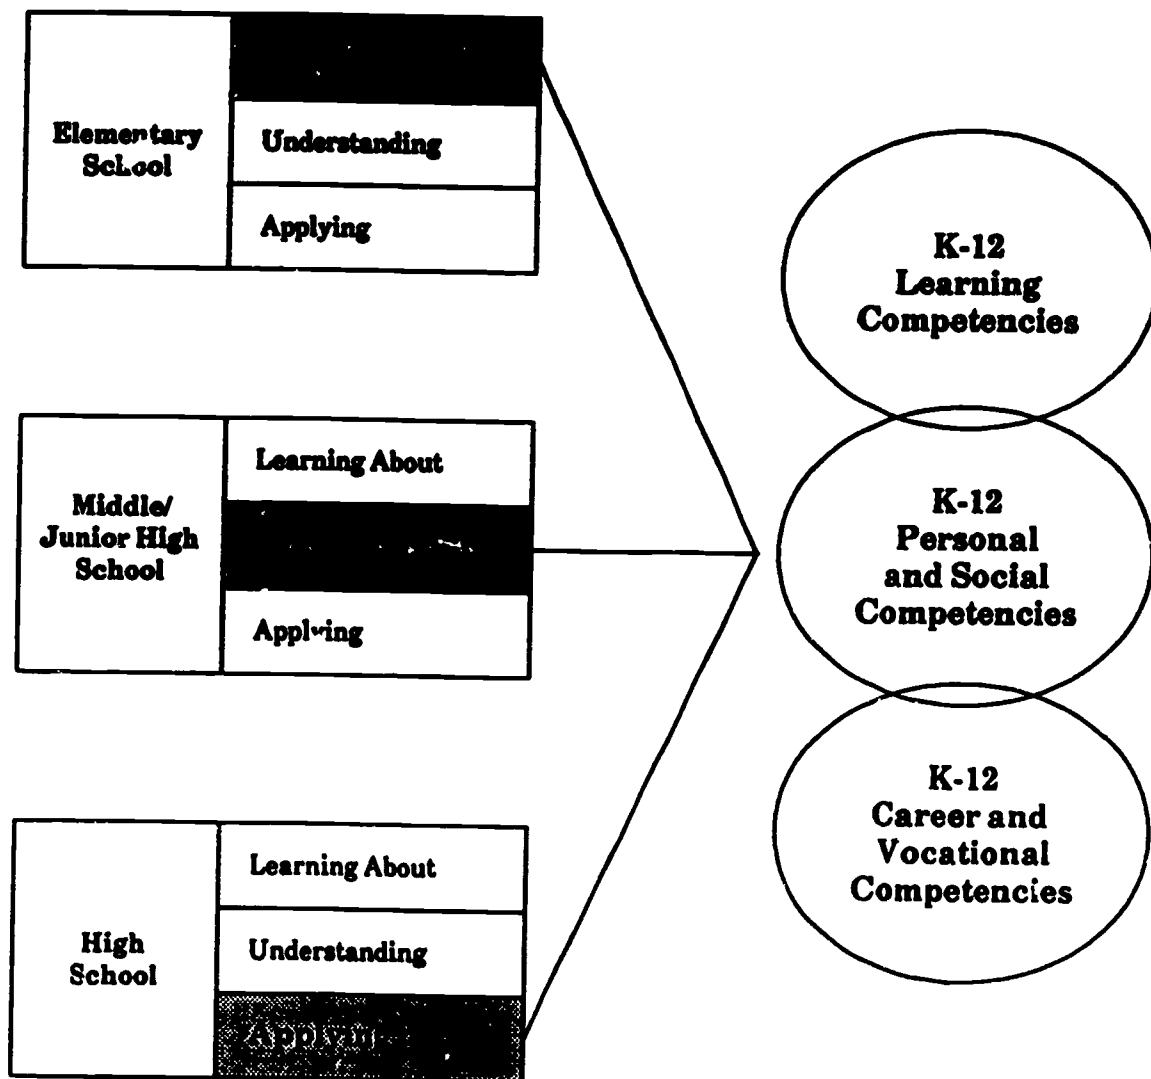 Elementary
School
Understanding
Applying
Middle/
Junior High
School
Learning About
Applying
High
School
Learning About
Understanding
Applying
K-12
Learning
Competencies
K-12
Personal
and Social
Competencies
K-12
Career and
Vocational
Competencies